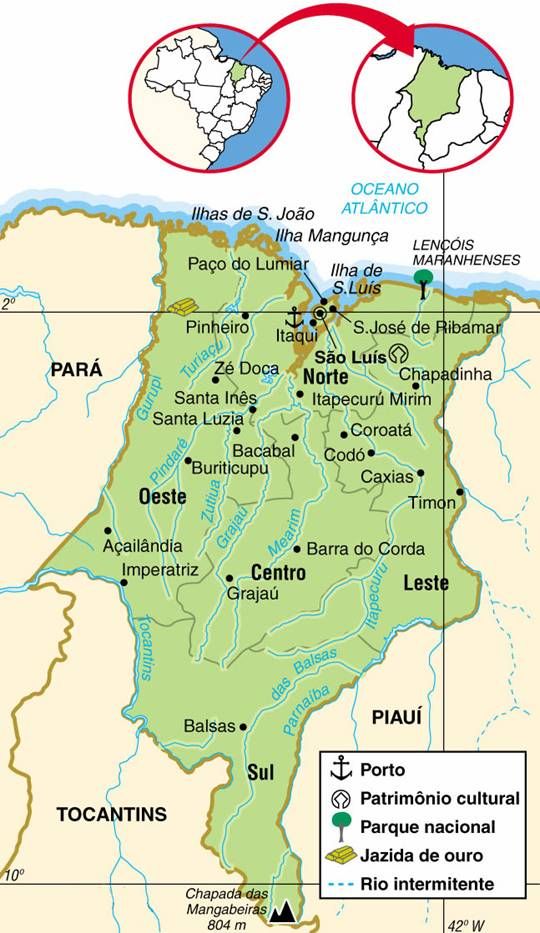 OCEANO
ATLÂNTICO
Ilhas de S. João
Ilha Mangunça
LENÇÓIS
MARANHENSES
Paço do Lumiar
Ilha de
S.Luís
2°
Pinheiro
Itaqui
S.José de Ribamar
São Luís
PARÁ
Turiaçu
Zé Doca
Norte
Chapadinha
Gurupi
Santa Inês
Itapecurú Mirim
Santa Luzia
Coroatá
Bacabal
Codó
Pindaré
Buriticupu
Caxias
Oeste
Zutiua
Grajau
Mearim
Timon
Açailândia
Barra do Corda
Imperatriz
Centro
Leste
Grajaú
Itapecuru
Tocantins
das Balsas
Parnaíba
Balsas
PIAUÍ
Sul
TOCANTINS
Porto
Patrimônio cultural
Parque nacional
Jazida de ouro
Rio intermitente
10°
Chapada das
Mangabeiras
804 m
42° W